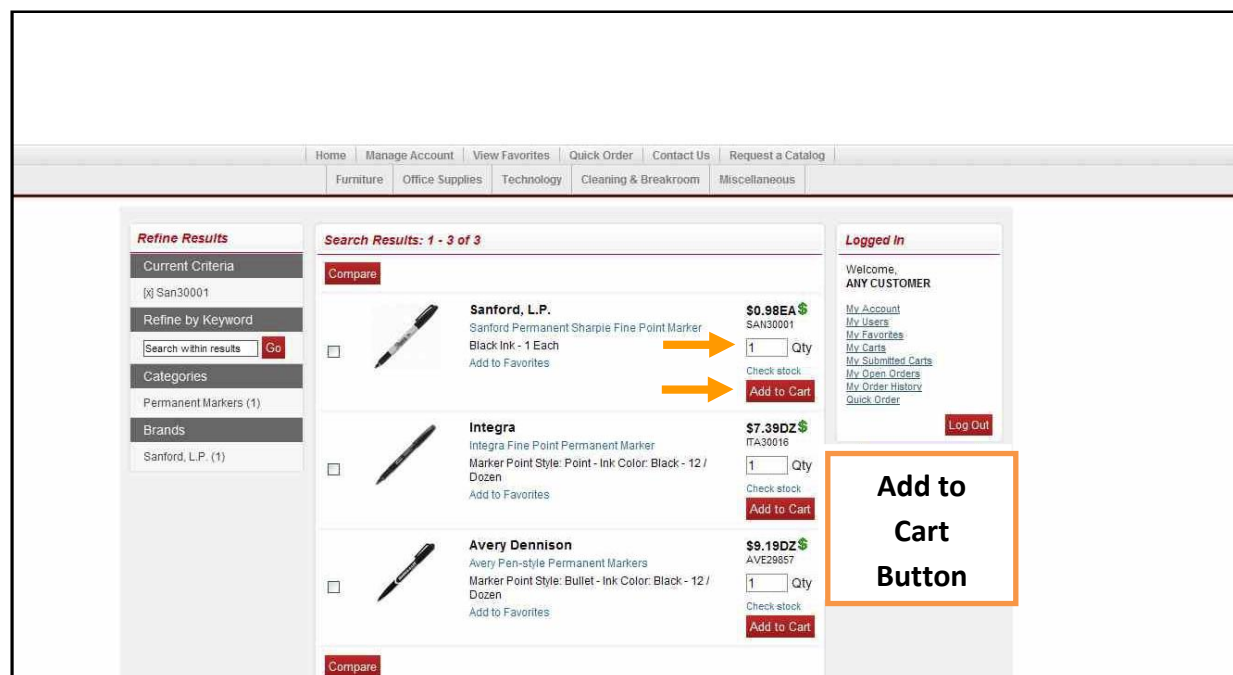 Home Manage Account View Favorites Quick Order Contact Us Request a Catalog
Furniture Office Supplies Technology Cleaning & Breakroom Miscellaneous
Refine Results
Current Criteria
[x] San30001
Refine by Keyword
Search within results Go
Categories
Permanent Markers (1)
Brands
Sanford, L.P. (1)
Search Results: 1 - 3 of 3
Compare
Sanford, L.P.
Sanford Permanent Sharpie Fine Point Marker
Black Ink - 1 Each
Add to Favorites
$0.98EA$
SAN30001
1 Qty
Check stock
Add to Cart
Integra
Integra Fine Point Permanent Marker
Marker Point Style: Point - Ink Color: Black - 12 /
Dozen
Add to Favorites
$7.39DZ$
ITA30016
1 Qty
Check stock
Add to Cart
Avery Dennison
Avery Pen-style Permanent Markers
Marker Point Style: Bullet - Ink Color: Black - 12 /
Dozen
Add to Favorites
$9.19DZ$
AVE29857
1 Qty
Check stock
Add to Cart
Compare
Logged In
Welcome,
ANY CUSTOMER
My Account
My Users
My Favorites
My Carts
My Submitted Carts
My Open Orders
My Order History
Quick Order
Log Out
Add to
Cart
Button